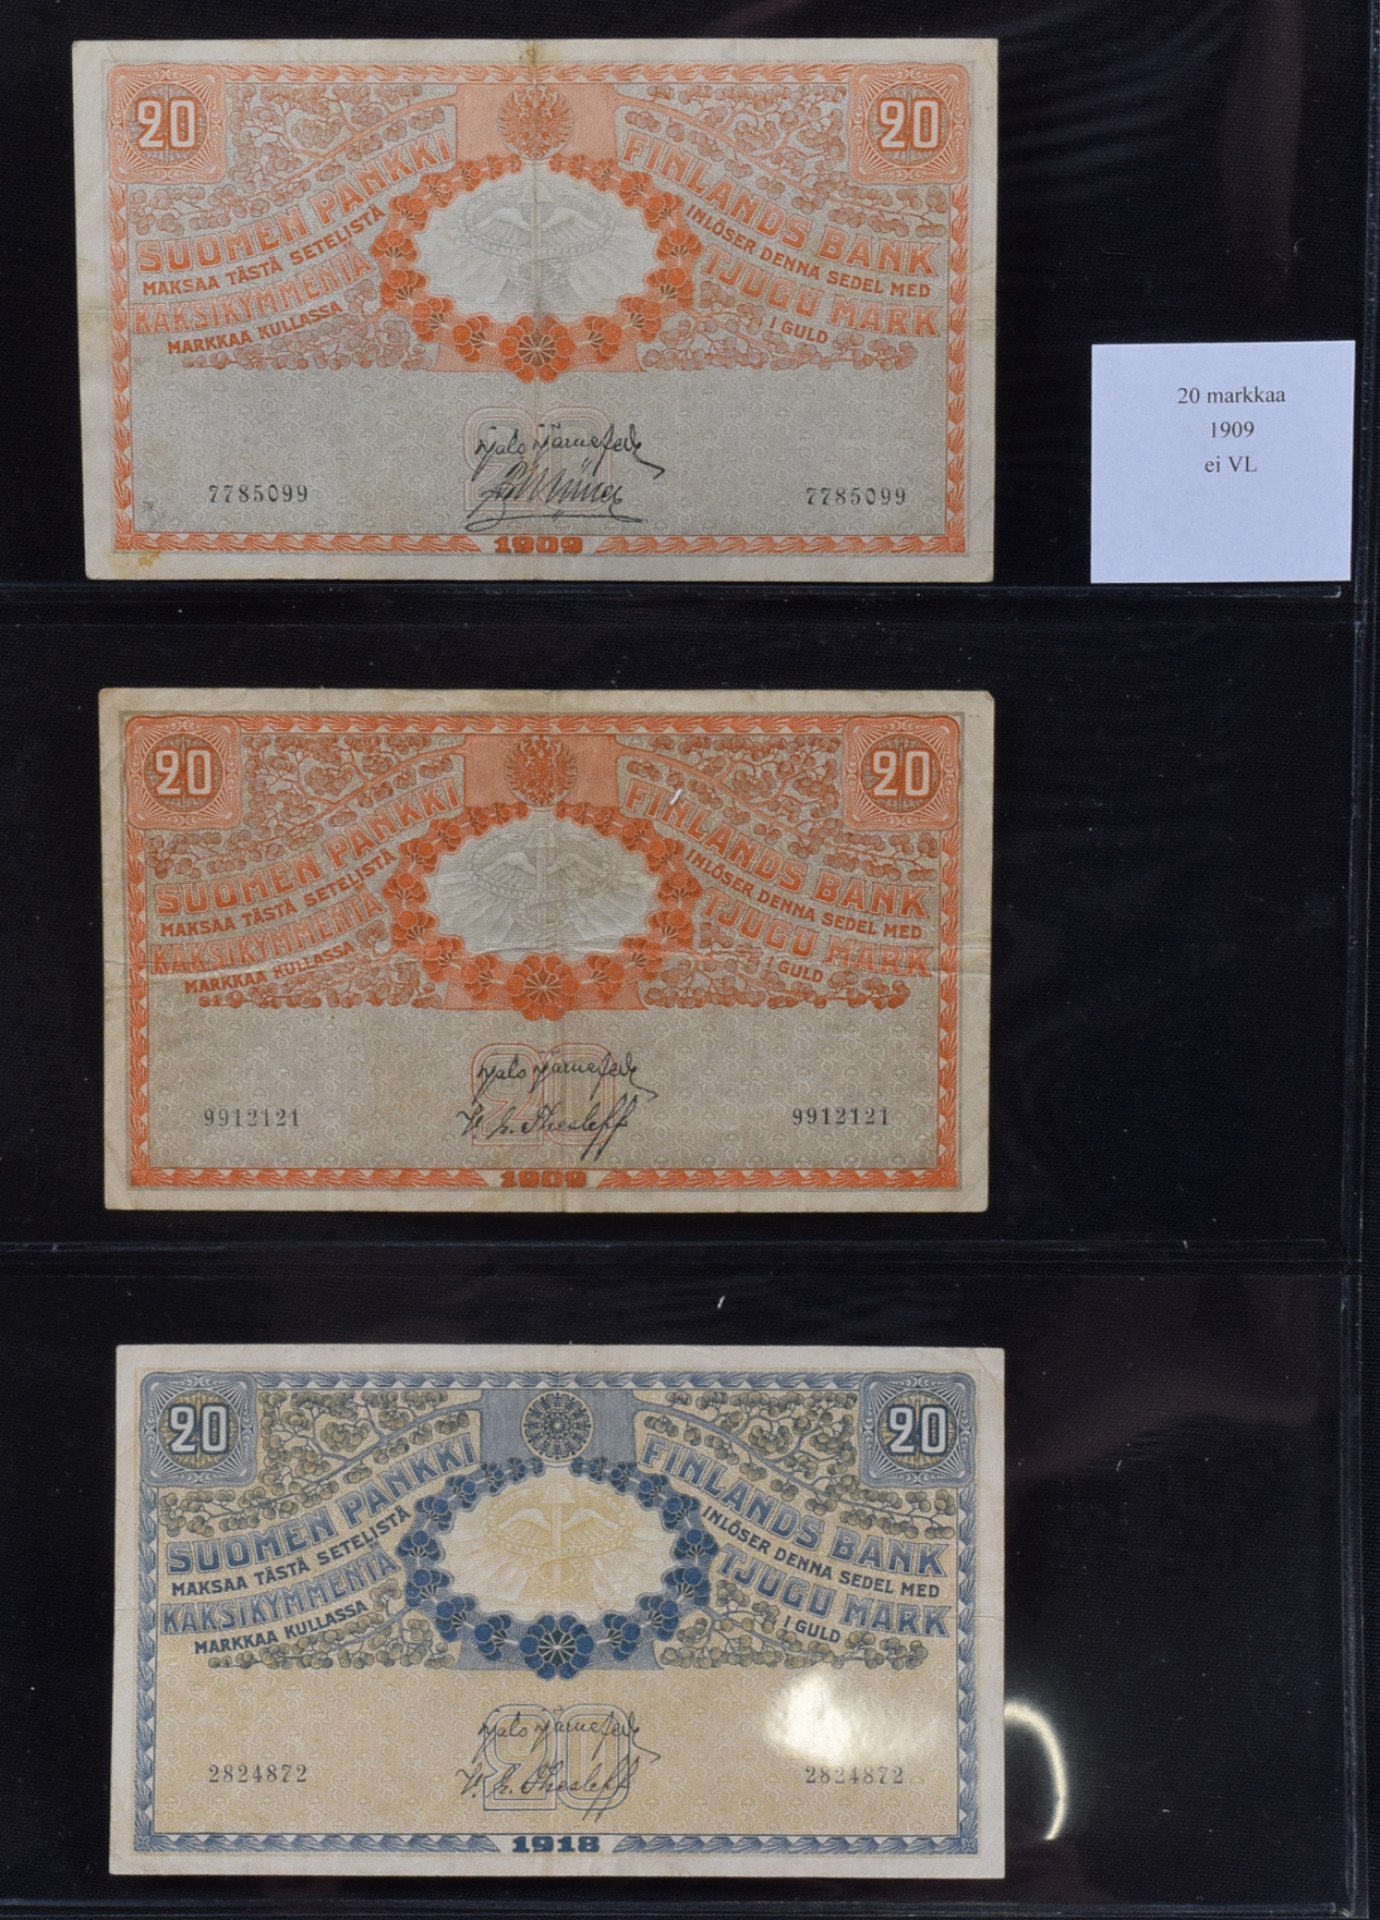 20
20
SUOMEN PANKKI
MAKSAA TÄSTÄ SETELISTÄ
KAKSIKYMMENTÄ
MARKKAA KULLASSA
FINLANDS BANK
INLÖSER DENNA SEDEL MED
TJUGU MARK
I GULD
20
7785099
7785099
1909
20 markkaa
1909
ei VL
20
20
SUOMEN PANKKI
MAKSAA TÄSTÄ SETELISTÄ
KAKSIKYMMENTÄ
MARKKAA KULLASSA
FINLANDS BANK
INLÖSER DENNA SEDEL MED
TJUGU MARK
I GULD
20
9912121
9912121
1909
20
20
SUOMEN PANKKI
MAKSAA TÄSTÄ SETELISTÄ
KAKSIKYMMENTÄ
MARKKAA KULLASSA
FINLANDS BANK
INLÖSER DENNA SEDEL MED
TJUGU MARK
I GULD
20
2824872
2824872
1918